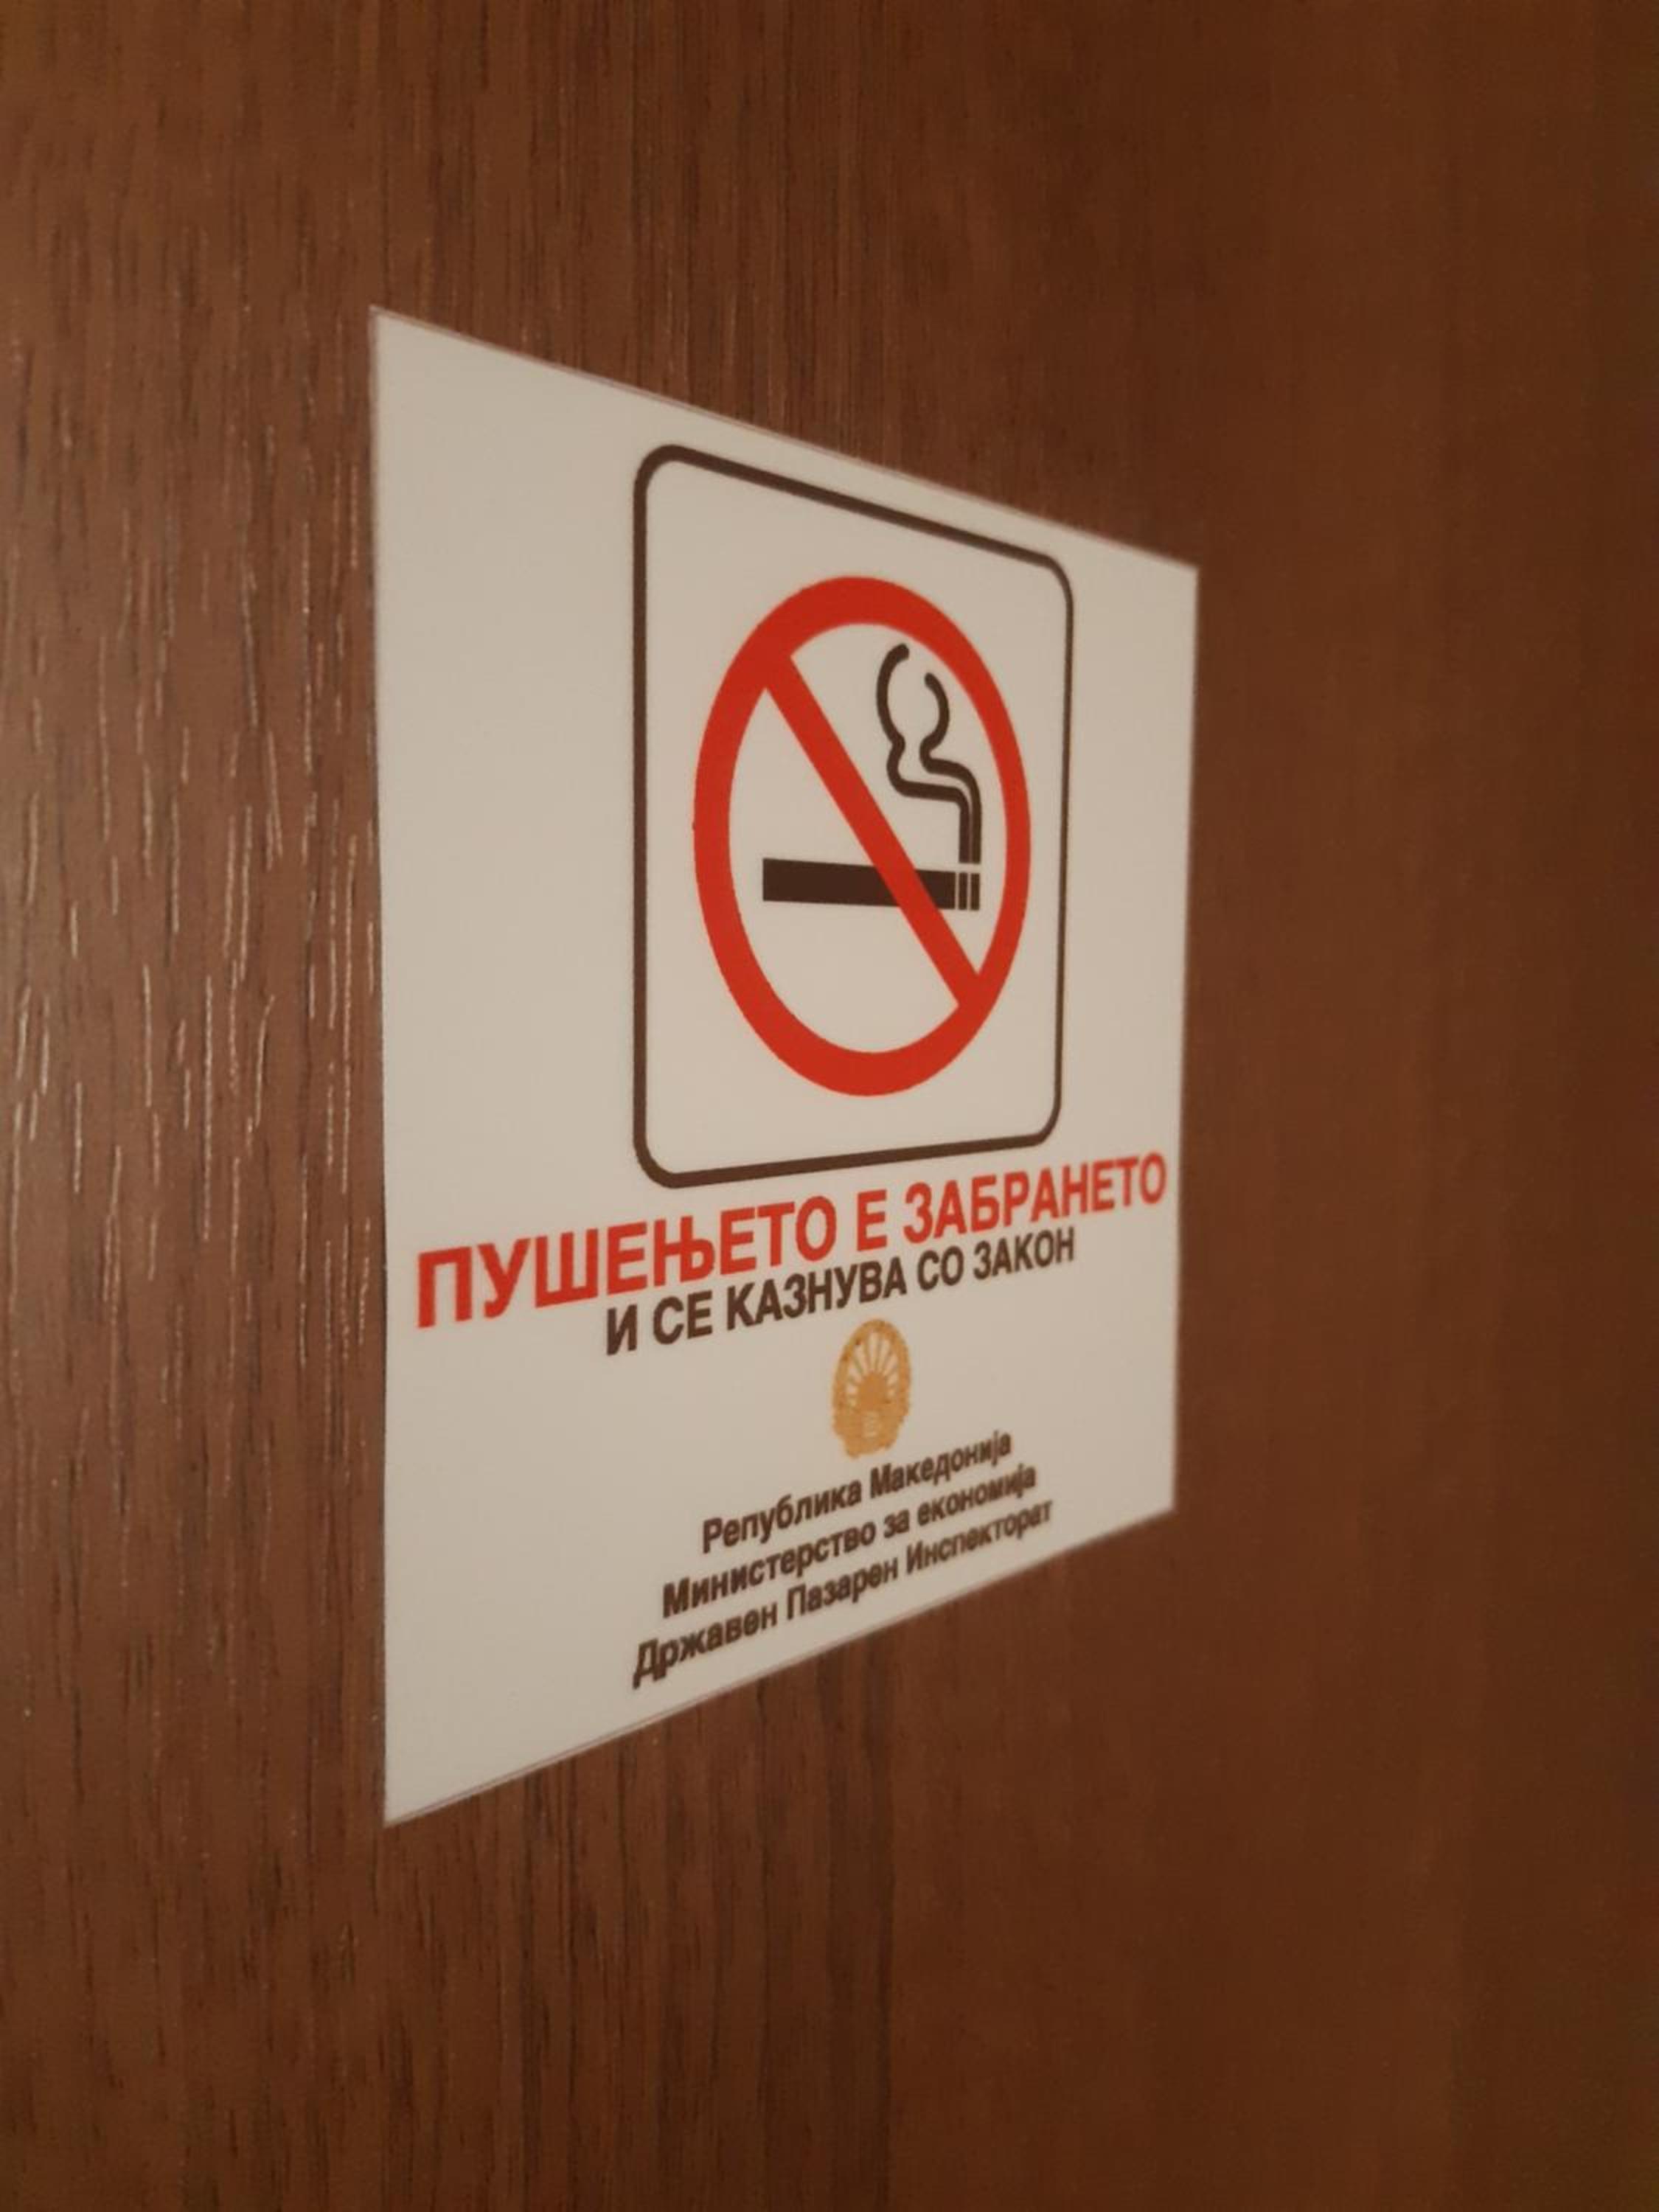 ПУШЕЊЕТО Е ЗАБРАНЕТО
И СЕ КАЗНУВА СО ЗАКОН
Република Македонија
Министерство за економија
Државен Пазарен Инспекторат